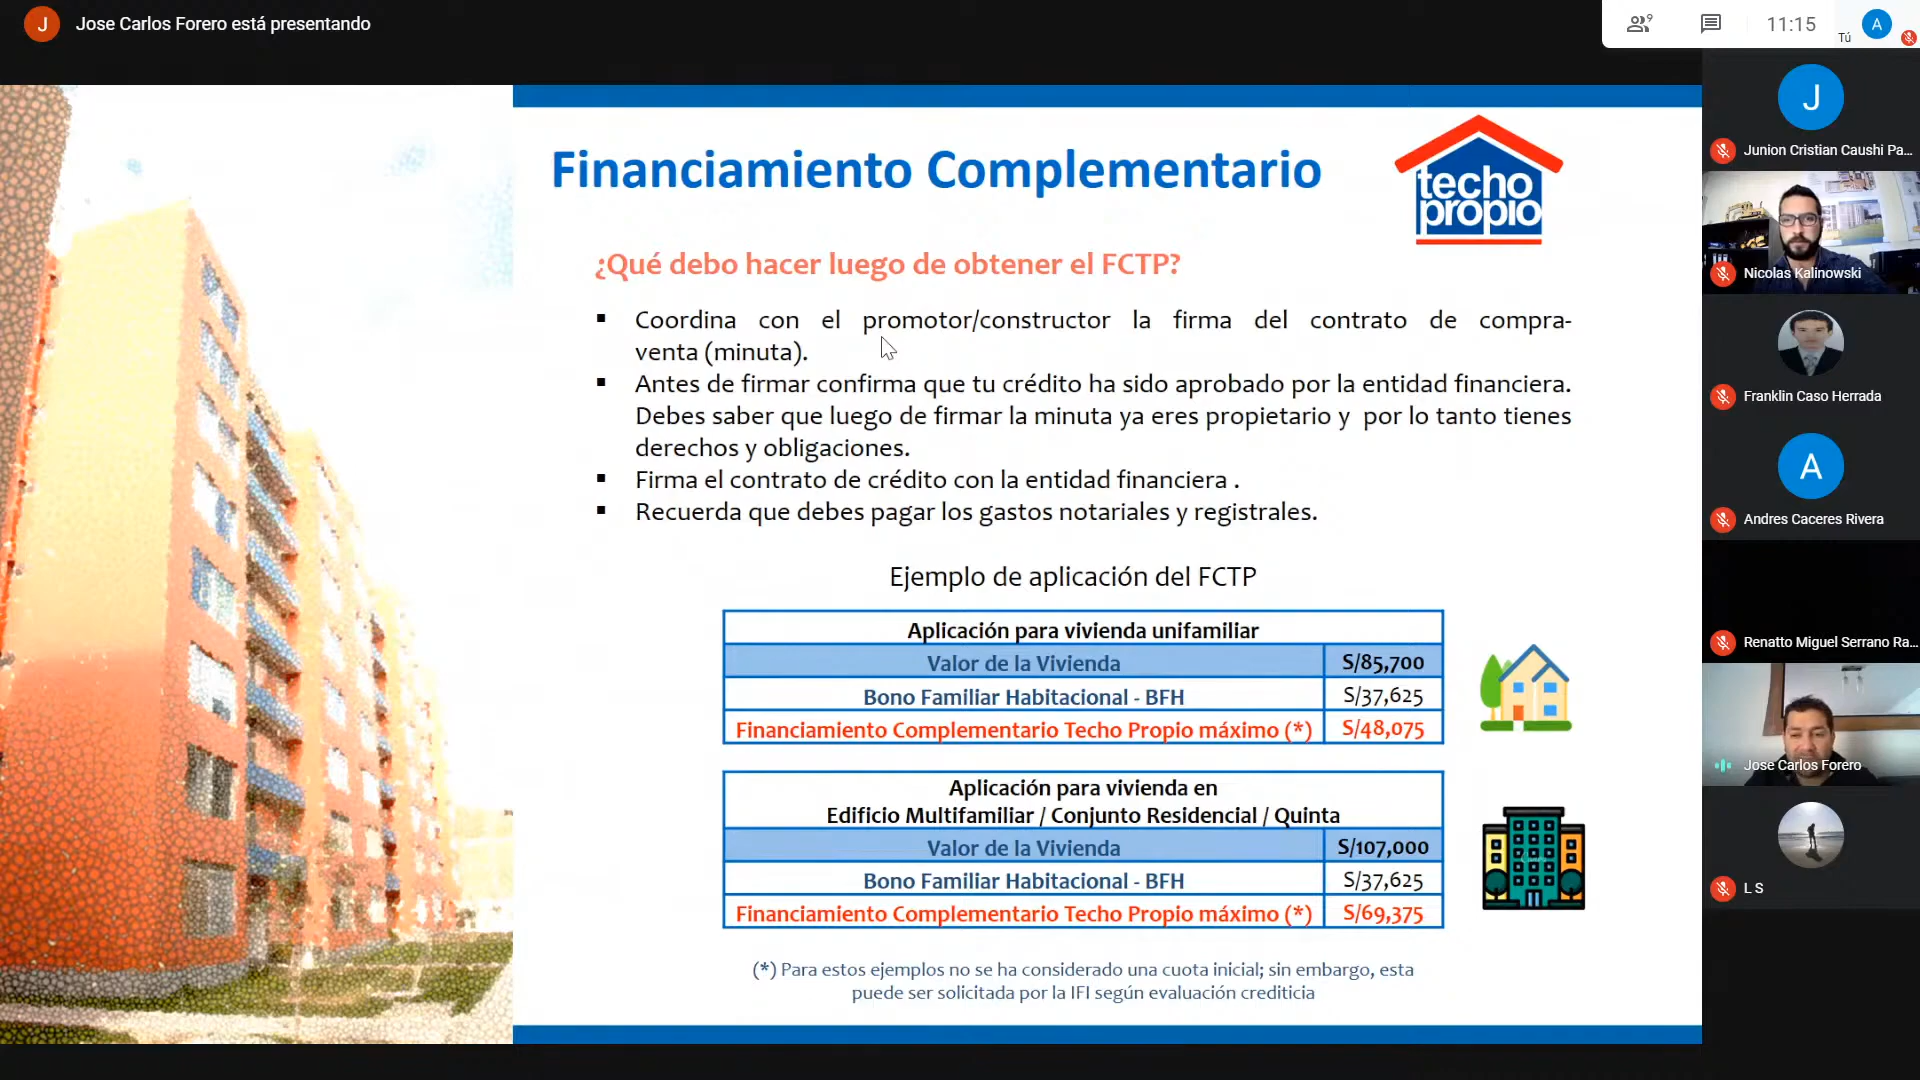 J
Jose Carlos Forero está presentando
9
11:15
Tú
A
Financiamiento Complementario
techo
propio
¿Qué debo hacer luego de obtener el FCTP?
▪ Coordina con el promotor/constructor la firma del contrato de compra-
venta (minuta).
▪ Antes de firmar confirma que tu crédito ha sido aprobado por la entidad financiera.
Debes saber que luego de firmar la minuta ya eres propietario y por lo tanto tienes
derechos y obligaciones.
▪ Firma el contrato de crédito con la entidad financiera .
▪ Recuerda que debes pagar los gastos notariales y registrales.
Ejemplo de aplicación del FCTP
Aplicación para vivienda unifamiliar
Valor de la Vivienda S/85,700
Bono Familiar Habitacional - BFH S/37,625
Financiamiento Complementario Techo Propio máximo (*) S/48,075
Aplicación para vivienda en
Edificio Multifamiliar / Conjunto Residencial / Quinta
Valor de la Vivienda S/107,000
Bono Familiar Habitacional - BFH S/37,625
Financiamiento Complementario Techo Propio máximo (*) S/69,375
(*) Para estos ejemplos no se ha considerado una cuota inicial; sin embargo, esta
puede ser solicitada por la IFI según evaluación crediticia
J
Junion Cristian Caushi Pa...
Nicolas Kalinowski
Franklin Caso Herrada
A
Andres Caceres Rivera
Renatto Miguel Serrano Ra...
Jose Carlos Forero
L S